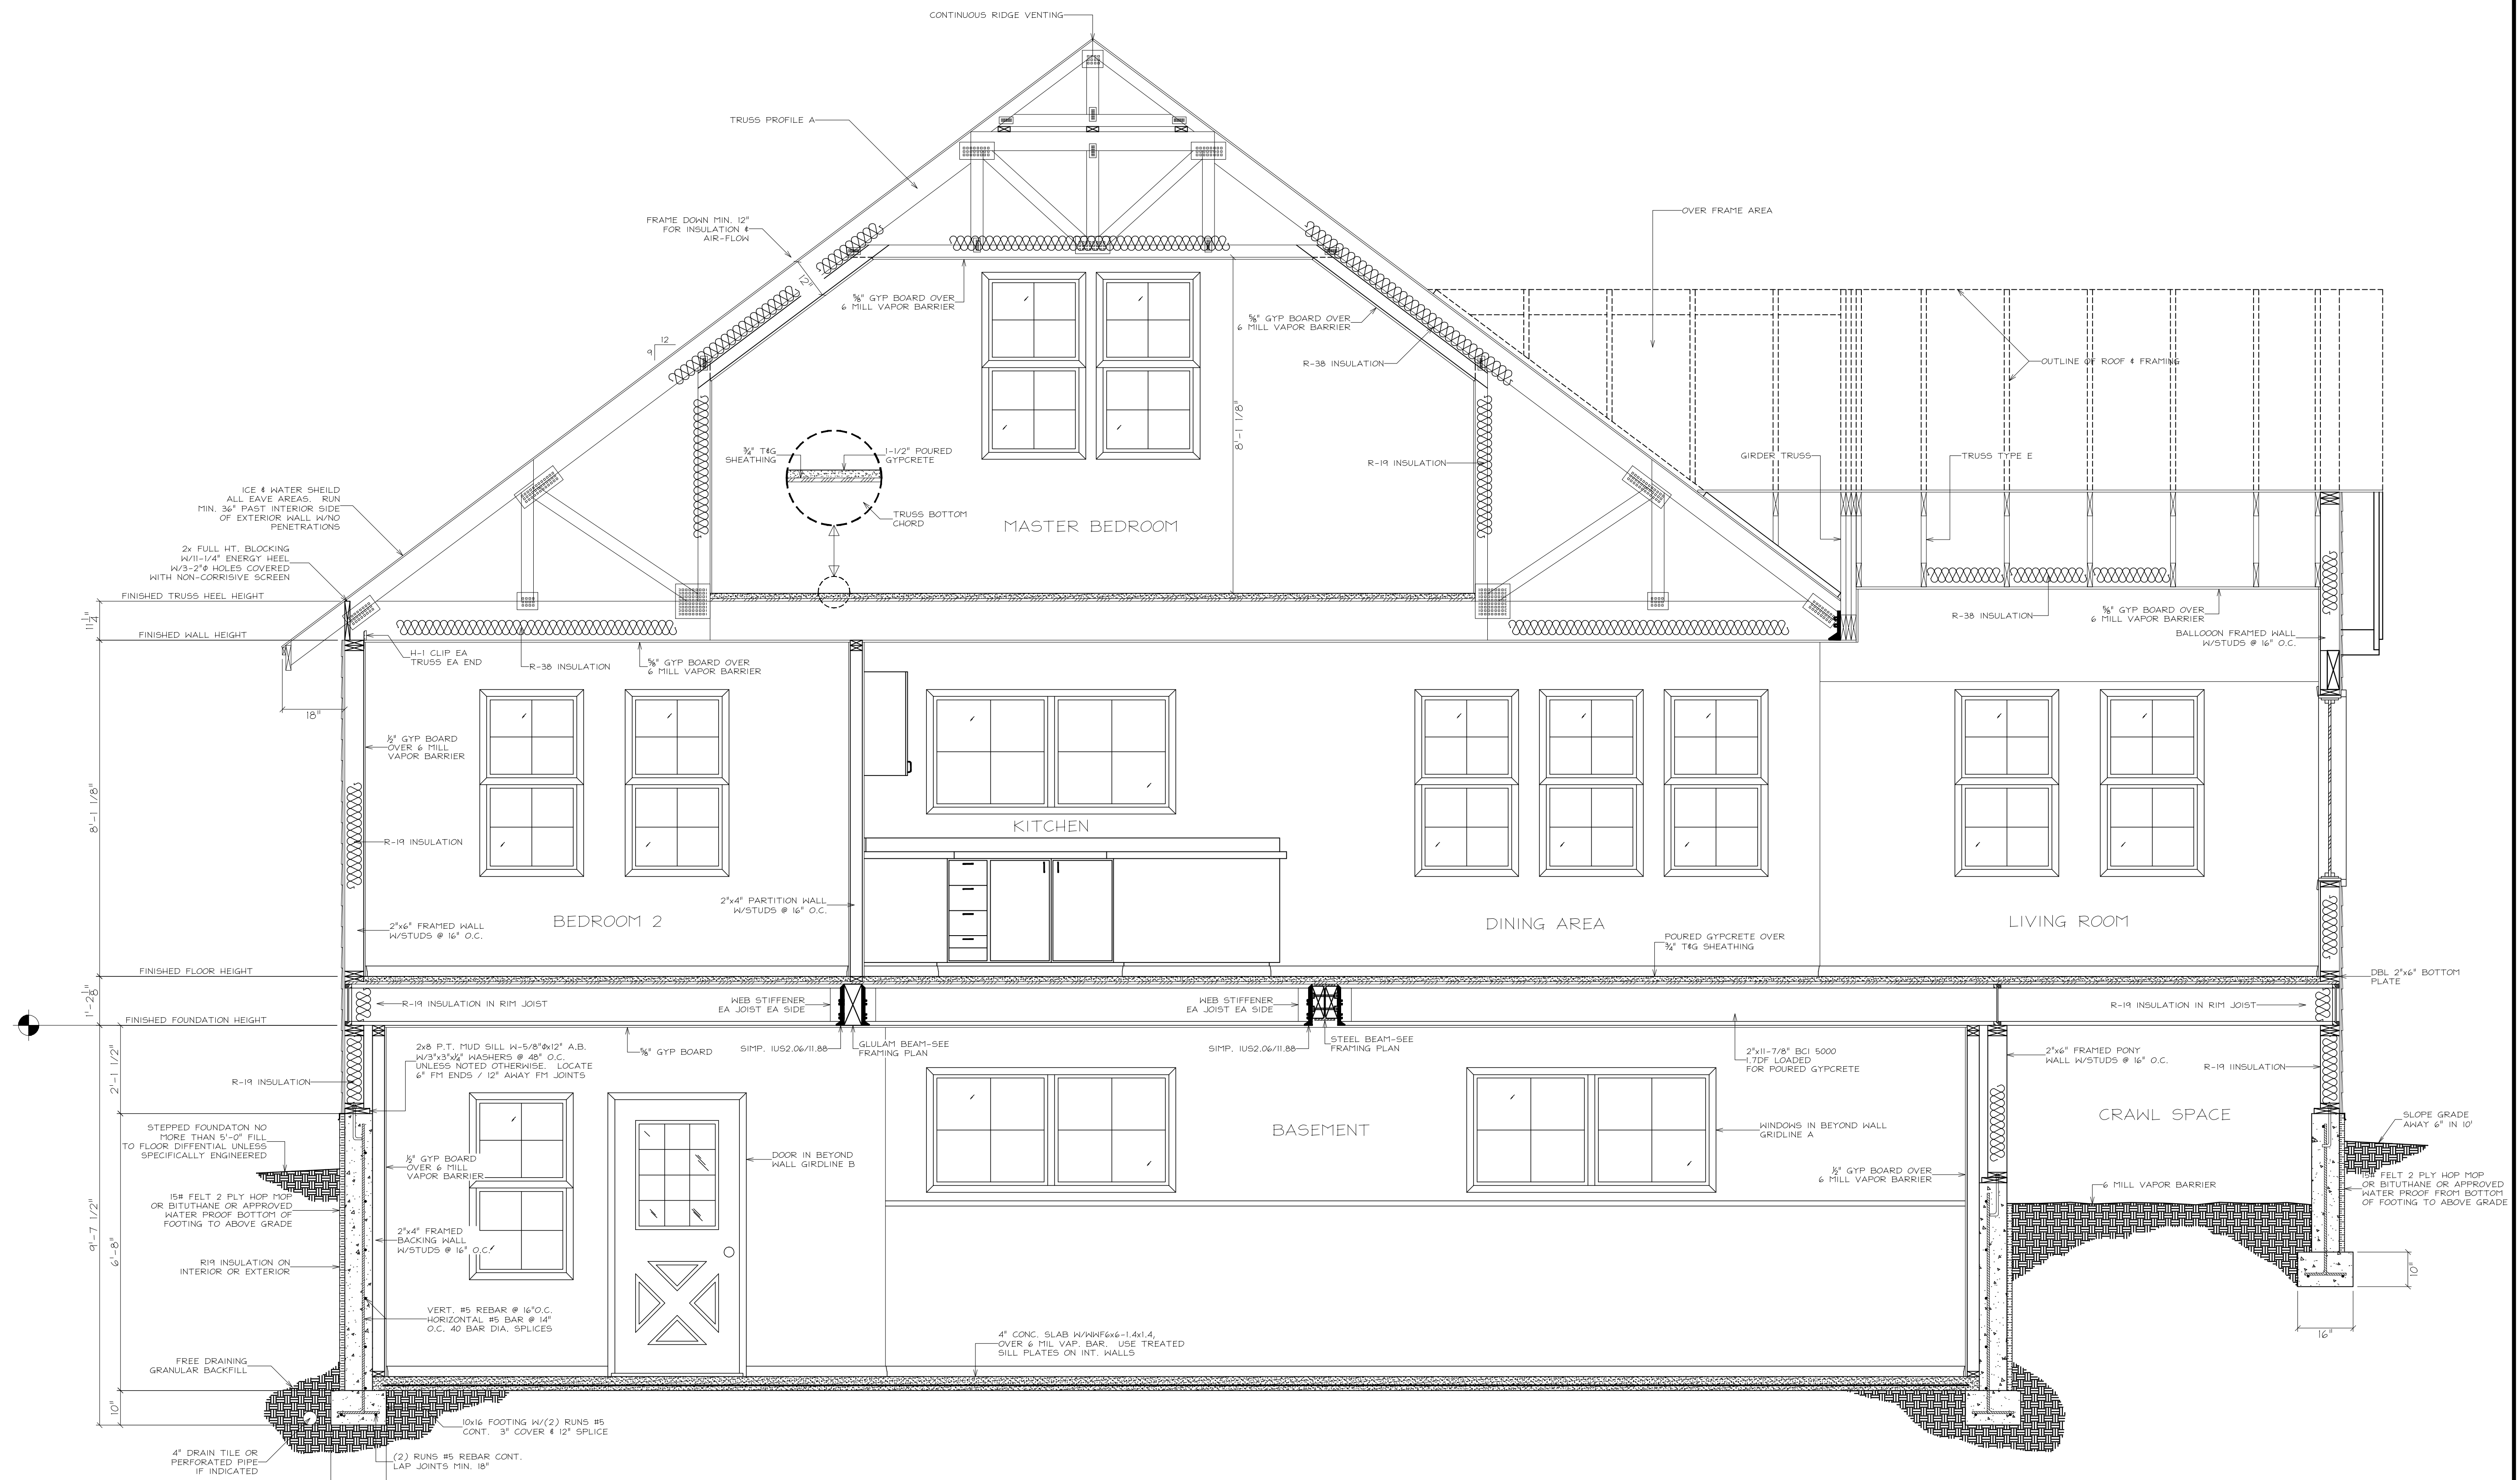 CONTINUOUS RIDGE VENTING
TRUSS PROFILE A
FRAME DOWN MIN. 12"
FOR INSULATION &
AIR-FLOW
12"
OVER FRAME AREA
⅝" GYP BOARD OVER
6 MILL VAPOR BARRIER
⅝" GYP BOARD OVER
6 MILL VAPOR BARRIER
12
9
R-38 INSULATION
OUTLINE OF ROOF & FRAMING
8'-1 1/8"
¾" T&G
SHEATHING
1-1/2" POURED
GYPCRETE
TRUSS BOTTOM
CHORD
MASTER BEDROOM
R-19 INSULATION
GIRDER TRUSS
TRUSS TYPE E
ICE & WATER SHEILD
ALL EAVE AREAS. RUN
MIN. 36" PAST INTERIOR SIDE
OF EXTERIOR WALL W/NO
PENETRATIONS
2x FULL HT. BLOCKING
W/11-1/4" ENERGY HEEL
W/3-2"Φ HOLES COVERED
WITH NON-CORRISIVE SCREEN
FINISHED TRUSS HEEL HEIGHT
11 1/4"
FINISHED WALL HEIGHT
H-1 CLIP EA
TRUSS EA END
R-38 INSULATION
⅝" GYP BOARD OVER
6 MILL VAPOR BARRIER
R-38 INSULATION
⅝" GYP BOARD OVER
6 MILL VAPOR BARRIER
BALLOOON FRAMED WALL
W/STUDS @ 16" O.C.
18"
½" GYP BOARD
OVER 6 MILL
VAPOR BARRIER
8'-1 1/8"
R-19 INSULATION
KITCHEN
2"x4" PARTITION WALL
W/STUDS @ 16" O.C.
BEDROOM 2
DINING AREA
LIVING ROOM
2"x6" FRAMED WALL
W/STUDS @ 16" O.C.
POURED GYPCRETE OVER
¾" T&G SHEATHING
FINISHED FLOOR HEIGHT
DBL 2"x6" BOTTOM
PLATE
1'-2 1/8"
R-19 INSULATION IN RIM JOIST
WEB STIFFENER
EA JOIST EA SIDE
WEB STIFFENER
EA JOIST EA SIDE
R-19 INSULATION IN RIM JOIST
FINISHED FOUNDATION HEIGHT
2x8 P.T. MUD SILL W-5/8"Φx12" A.B.
W/3"x3"x¼" WASHERS @ 48" O.C.
UNLESS NOTED OTHERWISE. LOCATE
6" FM ENDS / 12" AWAY FM JOINTS
⅝" GYP BOARD
SIMP. IUS2.06/11.88
GLULAM BEAM-SEE
FRAMING PLAN
SIMP. IUS2.06/11.88
STEEL BEAM-SEE
FRAMING PLAN
2"x11-7/8" BCI 5000
1.7DF LOADED
FOR POURED GYPCRETE
2"x6" FRAMED PONY
WALL W/STUDS @ 16" O.C.
R-19 IINSULATION
2'-1 1/2"
R-19 INSULATION
STEPPED FOUNDATON NO
MORE THAN 5'-0" FILL
TO FLOOR DIFFENTIAL UNLESS
SPECIFICALLY ENGINEERED
BASEMENT
CRAWL SPACE
SLOPE GRADE
AWAY 6" IN 10'
WINDOWS IN BEYOND WALL
GRIDLINE A
½" GYP BOARD
OVER 6 MILL
VAPOR BARRIER
DOOR IN BEYOND
WALL GIRDLINE B
½" GYP BOARD OVER
6 MILL VAPOR BARRIER
6 MILL VAPOR BARRIER
15# FELT 2 PLY HOP MOP
OR BITUTHANE OR APPROVED
WATER PROOF FROM BOTTOM
OF FOOTING TO ABOVE GRADE
15# FELT 2 PLY HOP MOP
OR BITUTHANE OR APPROVED
WATER PROOF BOTTOM OF
FOOTING TO ABOVE GRADE
9'-7 1/2"
6'-8"
2"x4" FRAMED
BACKING WALL
W/STUDS @ 16" O.C.
R19 INSULATION ON
INTERIOR OR EXTERIOR
10"
16"
VERT. #5 REBAR @ 16"O.C.
HORIZONTAL #5 BAR @ 14"
O.C. 40 BAR DIA. SPLICES
4" CONC. SLAB W/WWF6x6-1.4x1.4,
OVER 6 MIL VAP. BAR. USE TREATED
SILL PLATES ON INT. WALLS
FREE DRAINING
GRANULAR BACKFILL
10"
10x16 FOOTING W/(2) RUNS #5
CONT. 3" COVER & 12" SPLICE
4" DRAIN TILE OR
PERFORATED PIPE
IF INDICATED
(2) RUNS #5 REBAR CONT.
LAP JOINTS MIN. 18"